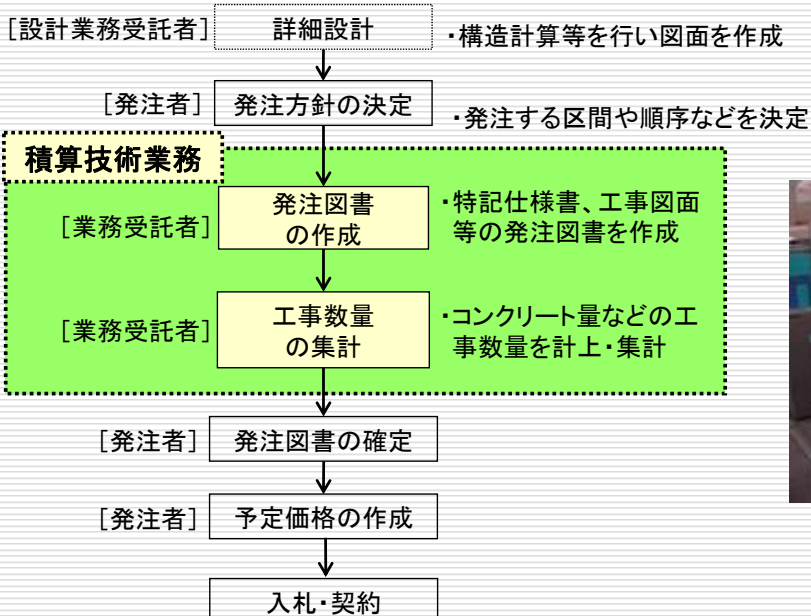 [設計業務受託者] 詳細設計 ・構造計算等を行い図面を作成
[発注者] 発注方針の決定 ・発注する区間や順序などを決定
積算技術業務
[業務受託者] 発注図書 ・特記仕様書、工事図面
の作成 等の発注図書を作成
[業務受託者] 工事数量 ・コンクリート量などの工
の集計 事数量を計上・集計
[発注者] 発注図書の確定
[発注者] 予定価格の作成
入札・契約